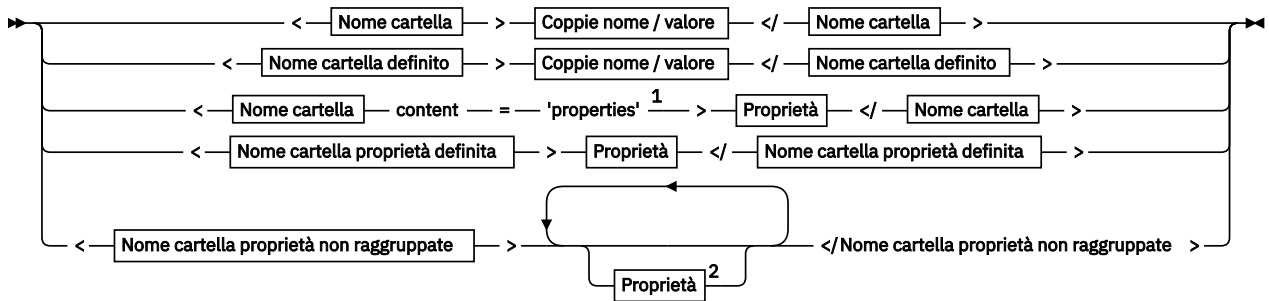 < Nome cartella > Coppie nome / valore </ Nome cartella >
< Nome cartella definito > Coppie nome / valore </ Nome cartella definito >
< Nome cartella content = 'properties' 1 > Proprietà </ Nome cartella >
< Nome cartella proprietà definita > Proprietà </ Nome cartella proprietà definita >
< Nome cartella proprietà non raggruppate > </Nome cartella proprietà non raggruppate >
Proprietà 2